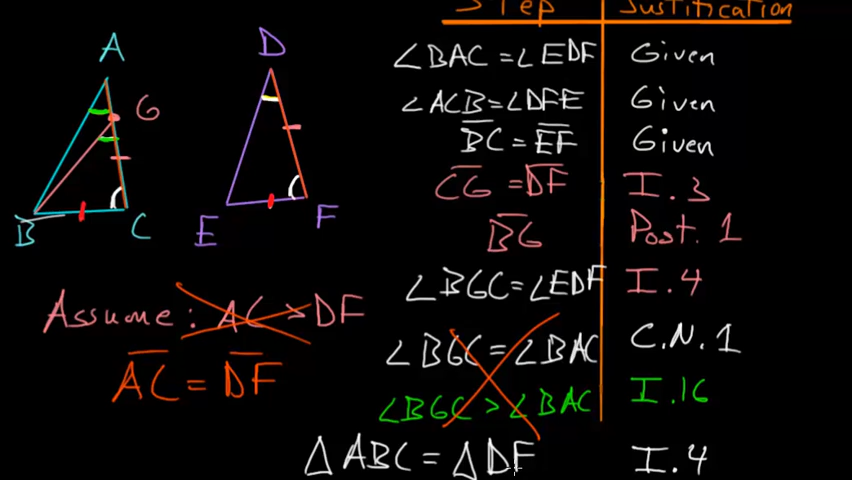 Step Justification
∠BAC = ∠EDF Given
∠ACB = ∠DFE Given
BC = EF Given
CG = DF I.3
BG Post. 1
∠BGC = ∠EDF I.4
∠BGC = ∠BAC C.N.1
∠BGC > ∠BAC I.16
△ABC = △DF I.4
A
G
B
C
D
E
F
Assume: AC > DF
AC = DF